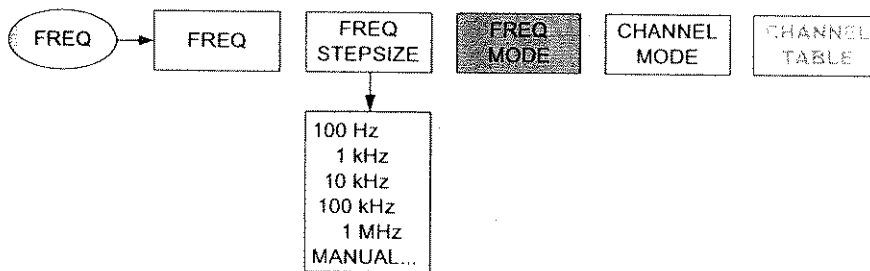 FREQ
FREQ
FREQ
STEPSIZE
FREQ
MODE
CHANNEL
MODE
CHANNEL
TABLE
100 Hz
1 kHz
10 kHz
100 kHz
1 MHz
MANUAL...